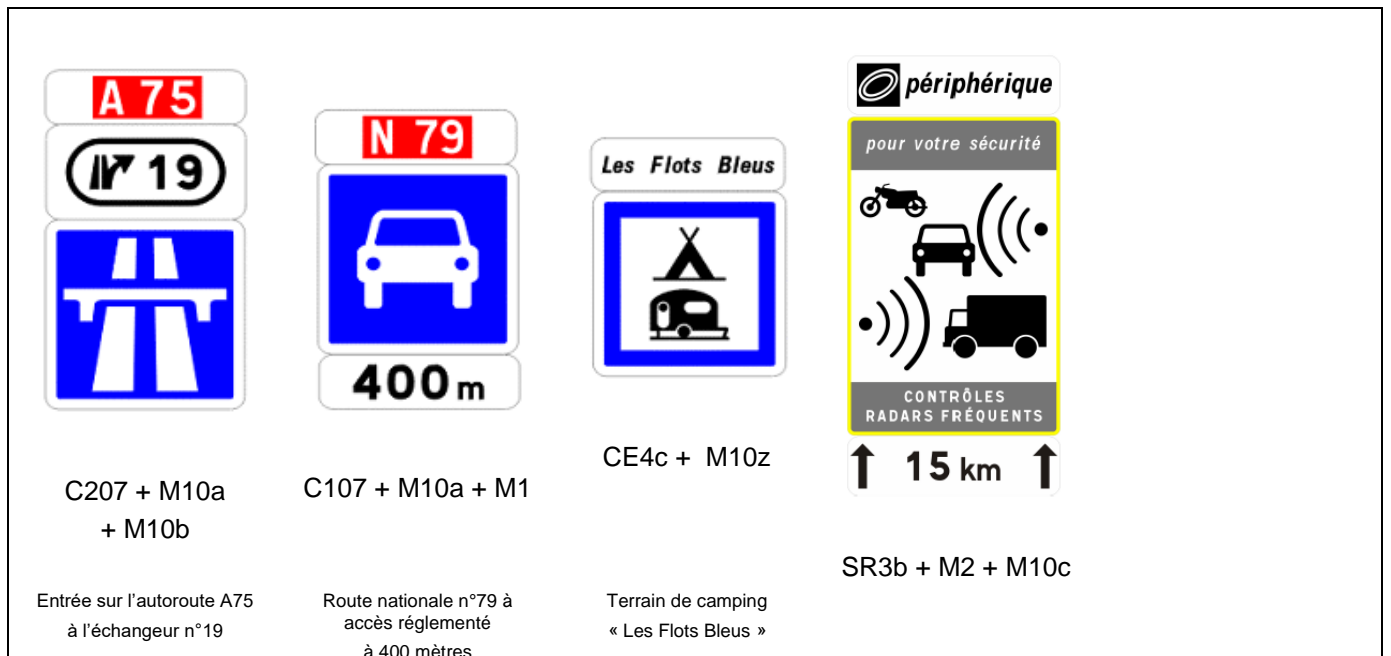 A 75
19
C207 + M10a
+ M10b
Entrée sur l’autoroute A75
à l’échangeur n°19
N 79
400 m
C107 + M10a + M1
Route nationale n°79 à
accès réglementé
à 400 mètres
Les Flots Bleus
CE4c + M10z
Terrain de camping
« Les Flots Bleus »
périphérique
pour votre sécurité
CONTRÔLES
RADARS FRÉQUENTS
15 km
SR3b + M2 + M10c